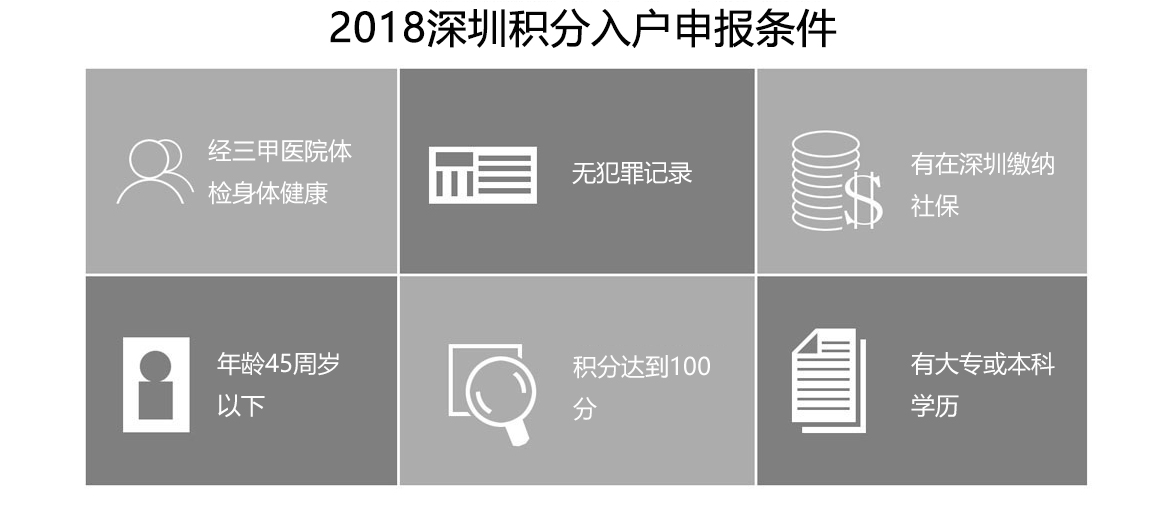 2018深圳积分入户申报条件
经三甲医院体
检身体健康
无犯罪记录
有在深圳缴纳
社保
年龄45周岁
以下
积分达到100
分
有大专或本科
学历